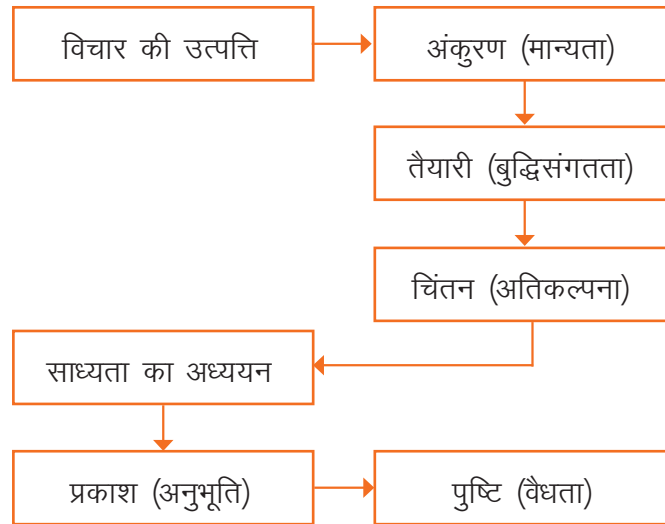 विचार की उत्पत्ति
अंकुरण (मान्यता)
तैयारी (बुद्धिसंगतता)
चिंतन (अतिकल्पना)
साध्यता का अध्ययन
प्रकाश (अनुभूति)
पुष्टि (वैधता)